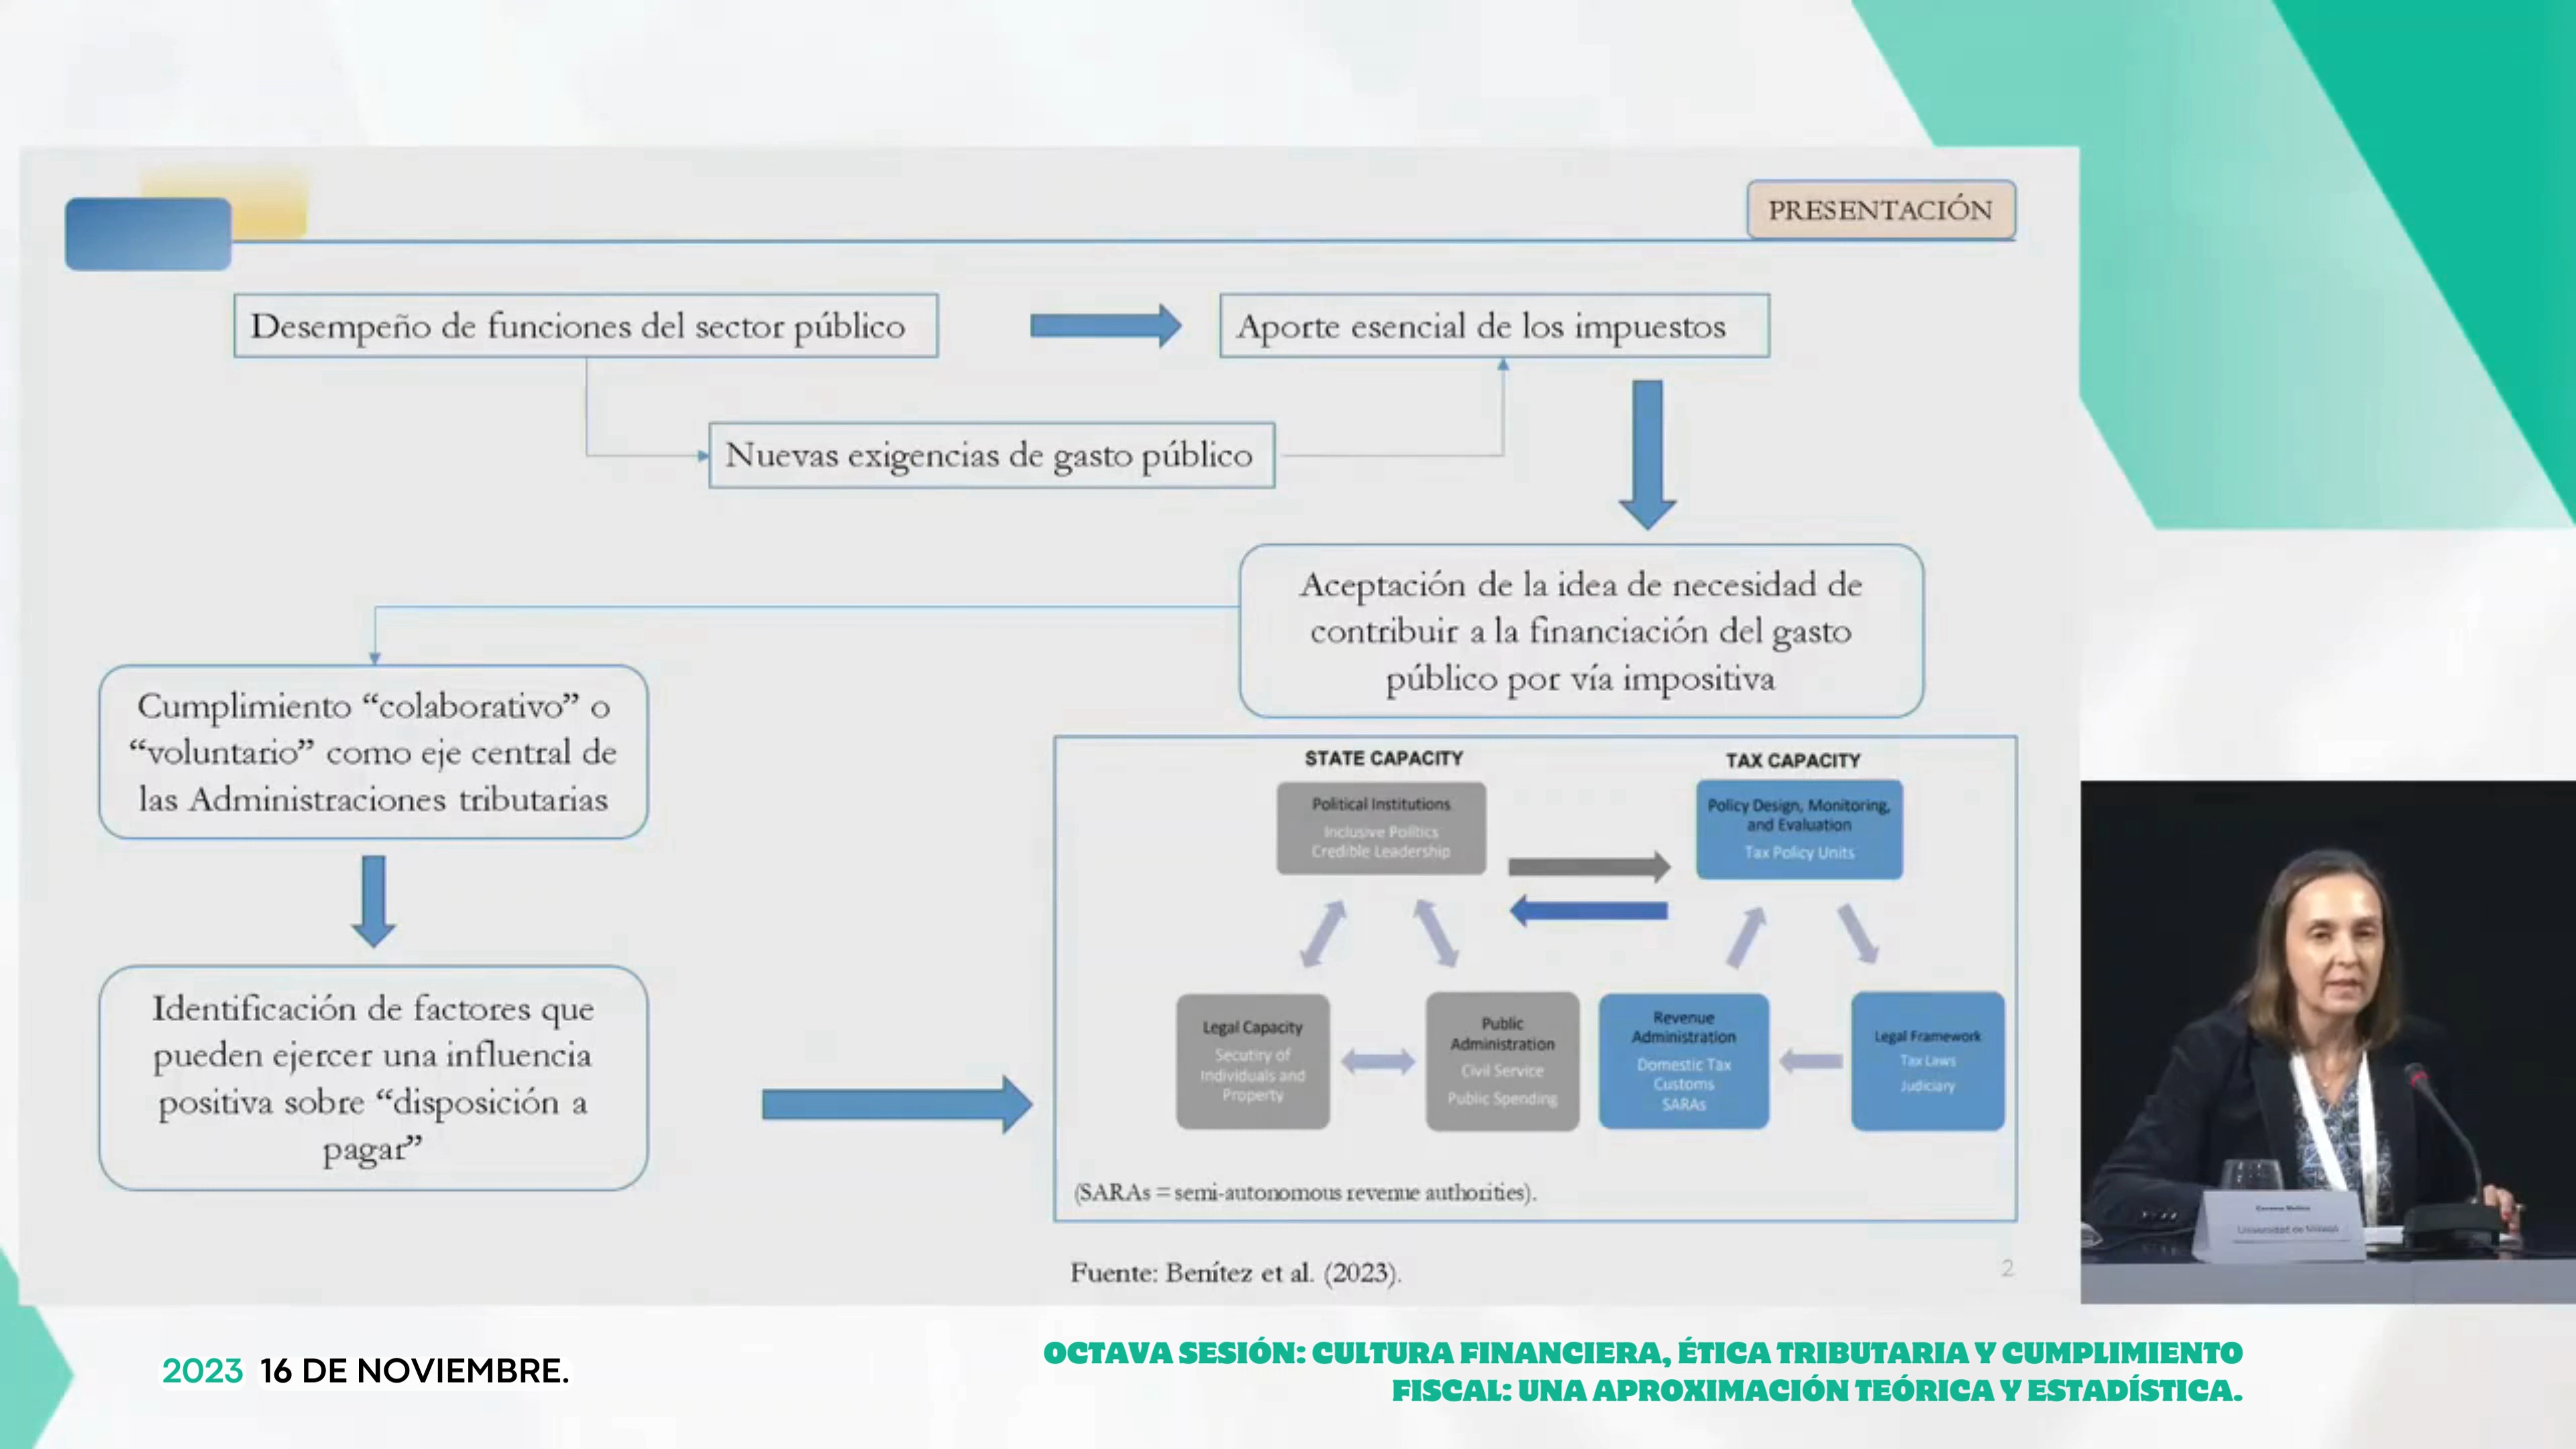 PRESENTACIÓN
Desempeño de funciones del sector público
Aporte esencial de los impuestos
Nuevas exigencias de gasto público
Aceptación de la idea de necesidad de
contribuir a la financiación del gasto
público por vía impositiva
Cumplimiento “colaborativo” o
“voluntario” como eje central de
las Administraciones tributarias
Identificación de factores que
pueden ejercer una influencia
positiva sobre “disposición a
pagar”
STATE CAPACITY
Political Institutions
Inclusive Politics
Credible Leadership
Legal Capacity
Secutiry of
Individuals and
Property
Public
Administration
Civil Service
Public Spending
TAX CAPACITY
Policy Design, Monitoring,
and Evaluation
Tax Policy Units
Revenue
Administration
Domestic Tax
Customs
SARAs
Legal Framework
Tax Laws
Judiciary
(SARAs = semi-autonomous revenue authorities).
Fuente: Benítez et al. (2023).
2
Universidad de Málaga
2023 16 DE NOVIEMBRE.
OCTAVA SESIÓN: CULTURA FINANCIERA, ÉTICA TRIBUTARIA Y CUMPLIMIENTO
FISCAL: UNA APROXIMACIÓN TEÓRICA Y ESTADÍSTICA.